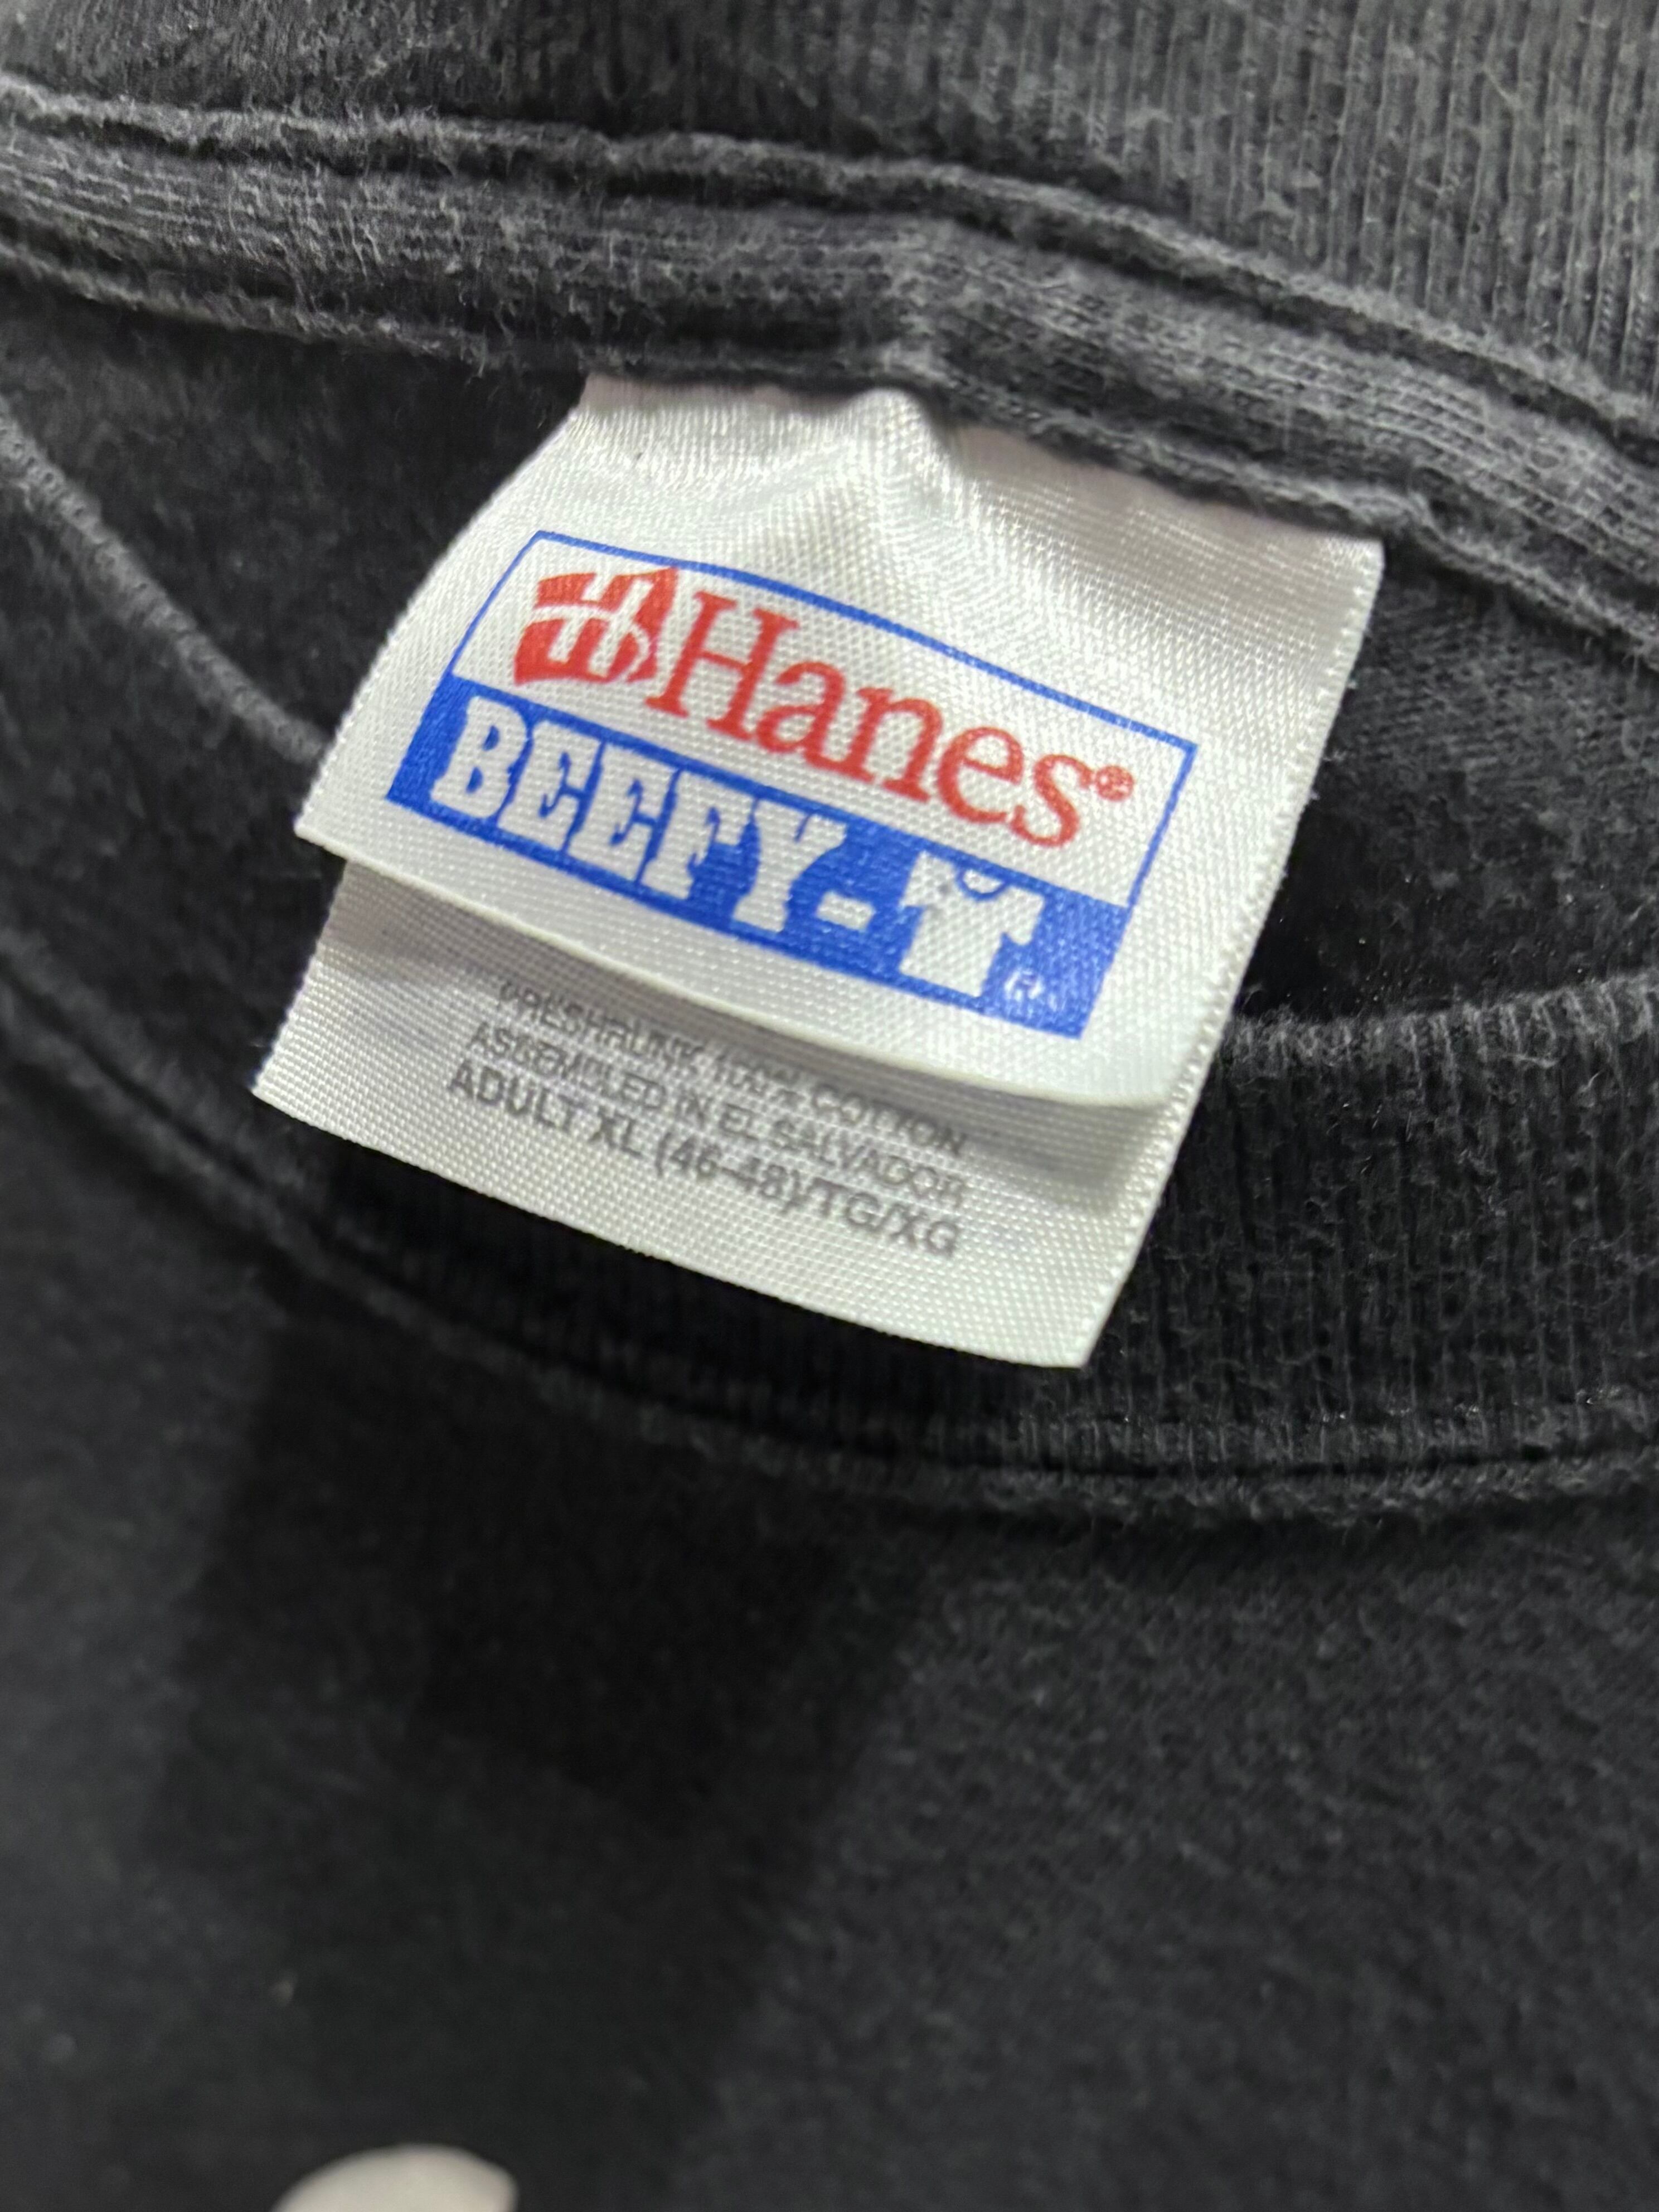 Hanes®
BEEFY-T®
PRESHRUNK 100% COTTON
ASSEMBLED IN EL SALVADOR
ADULT XL (46-48)/TG/XG